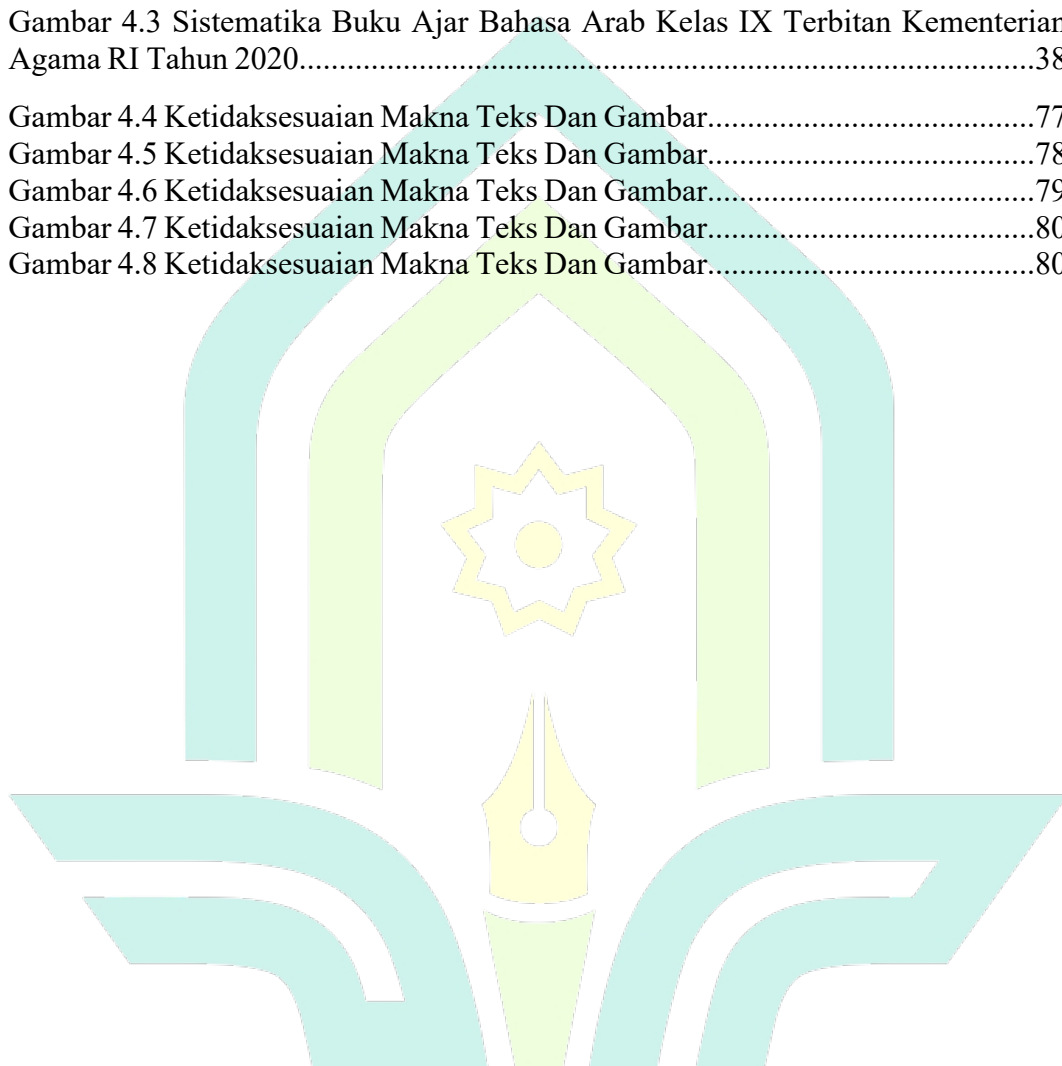 Gambar 4.3 Sistematika Buku Ajar Bahasa Arab Kelas IX Terbitan Kementerian
Agama RI Tahun 2020..............................................................................................38
Gambar 4.4 Ketidaksesuaian Makna Teks Dan Gambar.........................................77
Gambar 4.5 Ketidaksesuaian Makna Teks Dan Gambar.........................................78
Gambar 4.6 Ketidaksesuaian Makna Teks Dan Gambar.........................................79
Gambar 4.7 Ketidaksesuaian Makna Teks Dan Gambar.........................................80
Gambar 4.8 Ketidaksesuaian Makna Teks Dan Gambar.........................................80